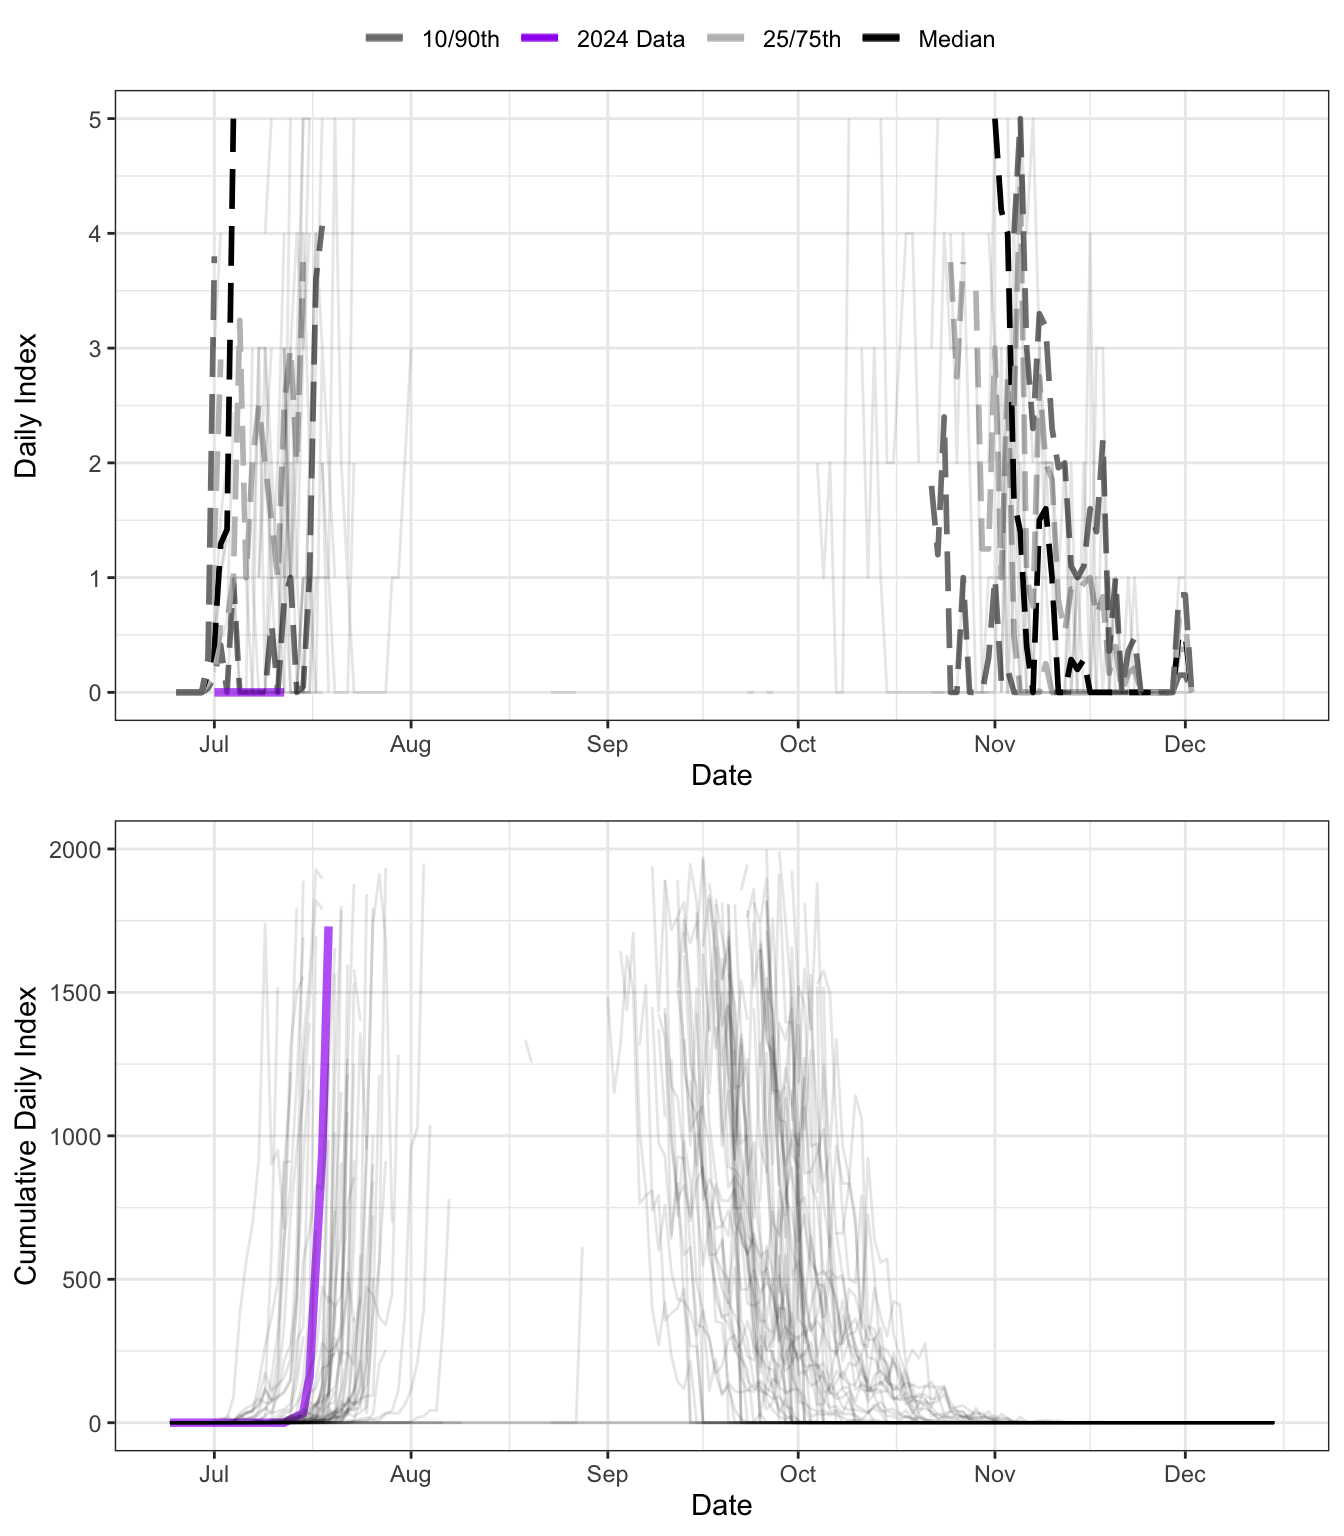 10/90th 2024 Data 25/75th Median
5
4
3
2
1
0
Daily Index
Jul Aug Sep Oct Nov Dec
Date
2000
1500
1000
500
0
Cumulative Daily Index
Jul Aug Sep Oct Nov Dec
Date